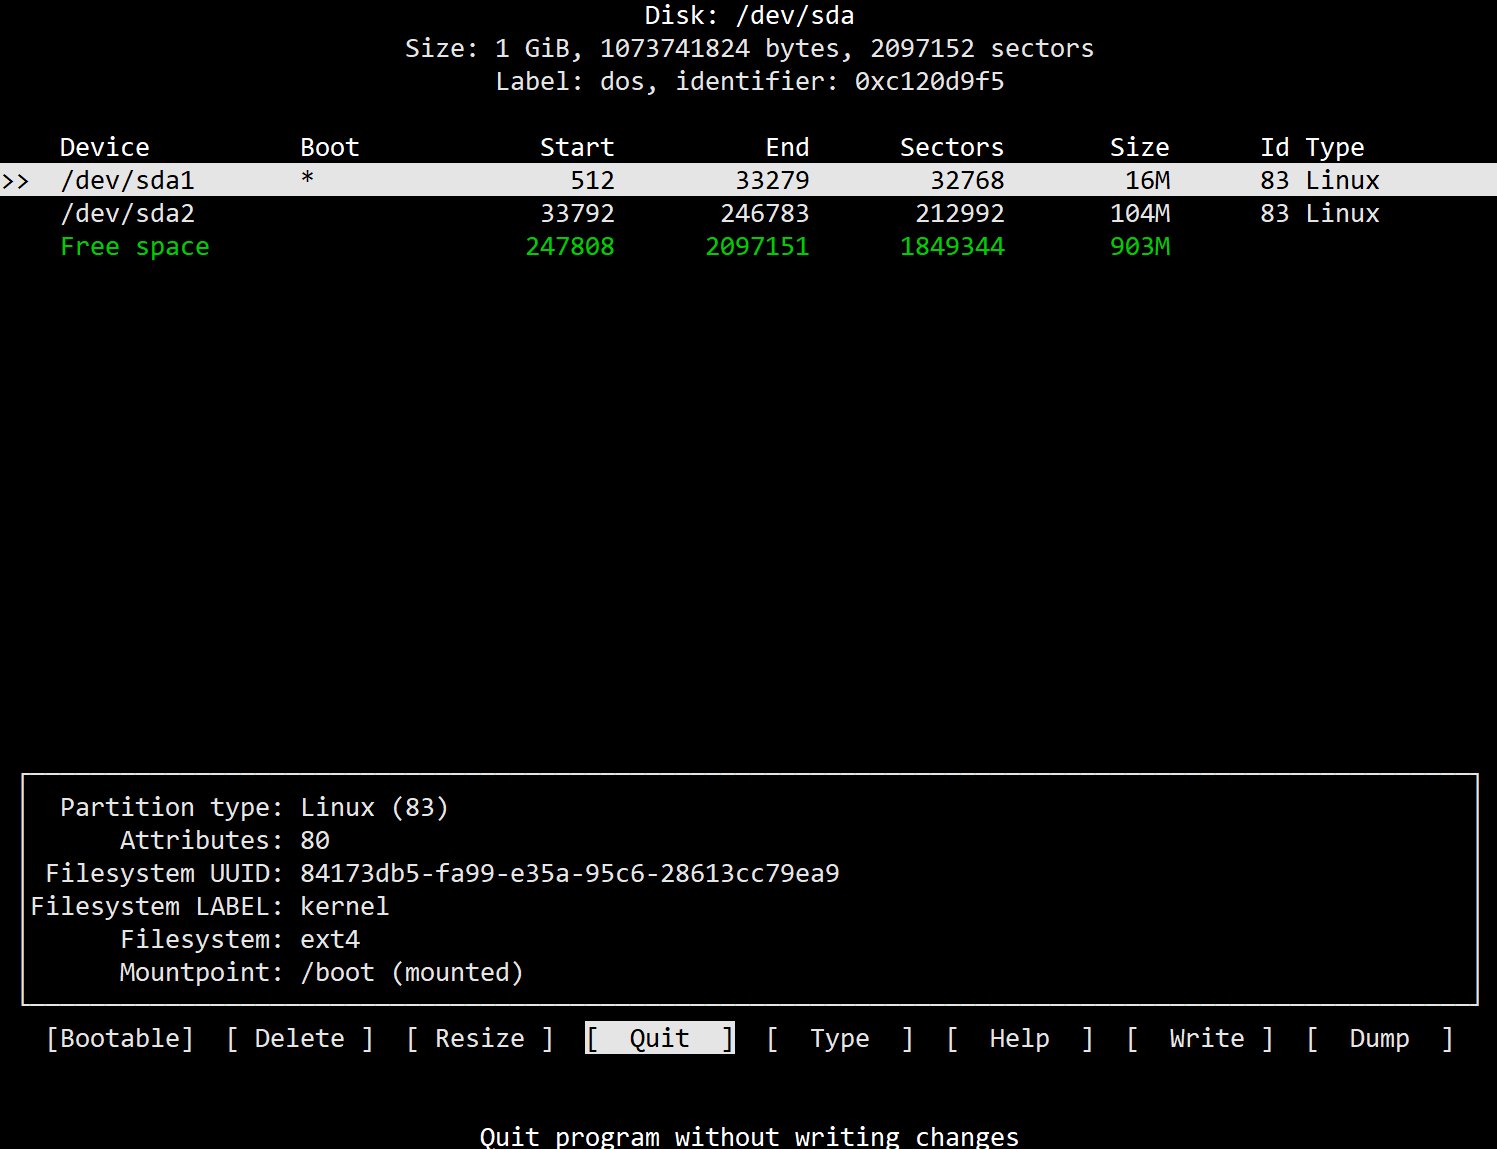 Disk: /dev/sda
Size: 1 GiB, 1073741824 bytes, 2097152 sectors
Label: dos, identifier: 0xc120d9f5
Device Boot Start End Sectors Size Id Type
>> /dev/sda1 * 512 33279 32768 16M 83 Linux
/dev/sda2 33792 246783 212992 104M 83 Linux
Free space 247808 2097151 1849344 903M
Partition type: Linux (83)
Attributes: 80
Filesystem UUID: 84173db5-fa99-e35a-95c6-28613cc79ea9
Filesystem LABEL: kernel
Filesystem: ext4
Mountpoint: /boot (mounted)
[Bootable] [ Delete ] [ Resize ] [ Quit ] [ Type ] [ Help ] [ Write ] [ Dump ]
Quit program without writing changes